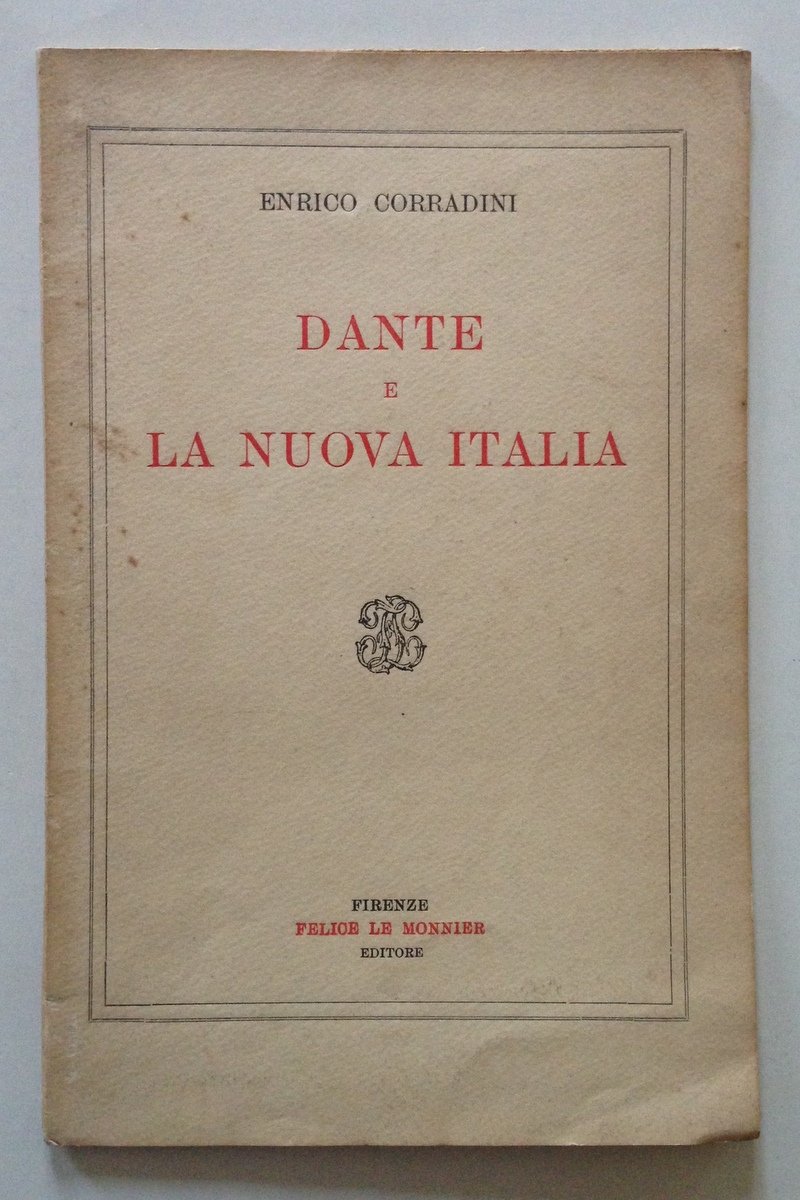 ENRICO CORRADINI
DANTE
E
LA NUOVA ITALIA
FIRENZE
FELICE LE MONNIER
EDITORE